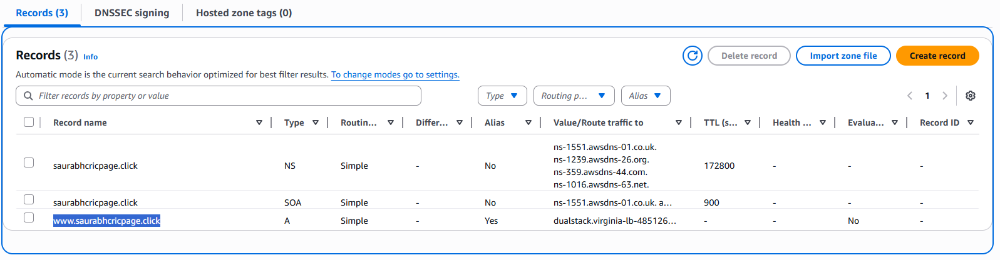 Records (3) DNSSEC signing Hosted zone tags (0)
Records (3) Info
Delete record Import zone file Create record
Automatic mode is the current search behavior optimized for best filter results. To change modes go to settings.
Filter records by property or value Type Routing p... Alias 1
Record name Type Routin... Differ... Alias Value/Route traffic to TTL (s... Health ... Evalua... Record ID
saurabhcricpage.click NS Simple - No ns-1551.awsdns-01.co.uk. 172800 - - -
ns-1239.awsdns-26.org.
ns-359.awsdns-44.com.
ns-1016.awsdns-63.net.
saurabhcricpage.click SOA Simple - No ns-1551.awsdns-01.co.uk. a... 900 - - -
www.saurabhcricpage.click A Simple - Yes dualstack.virginia-lb-485126... - - No -